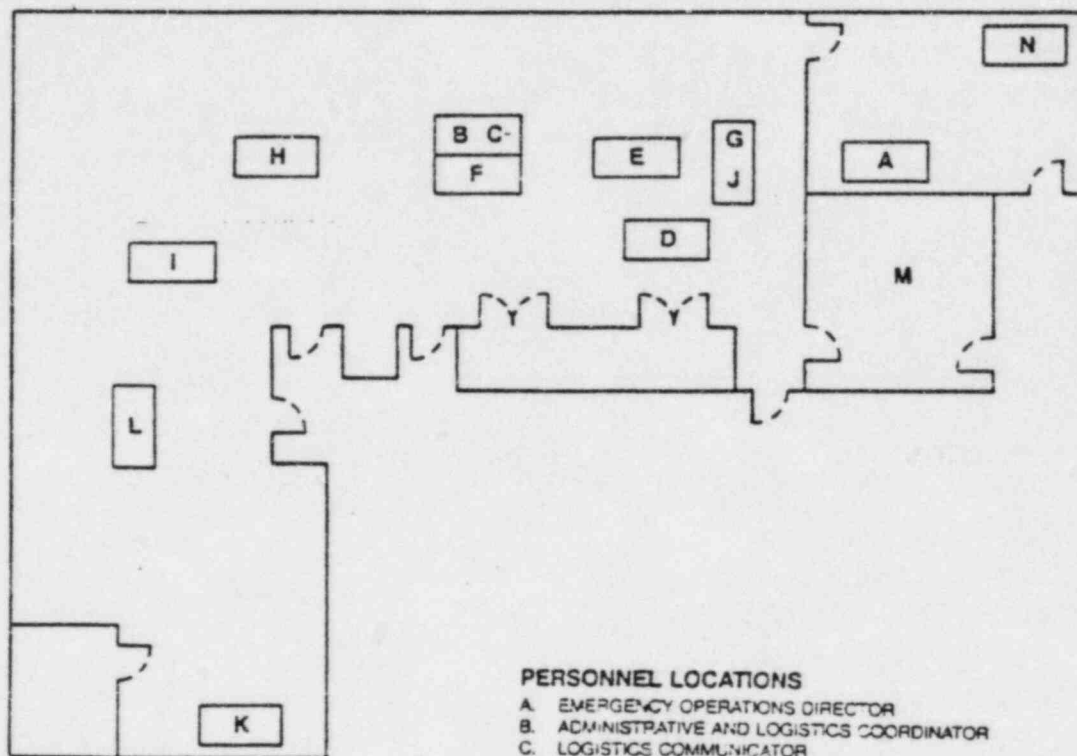 N
B C-
G
H
E
F
A
J
D
I
M
L
K
PERSONNEL LOCATIONS
A. EMERGENCY OPERATIONS DIRECTOR
B. ADMINISTRATIVE AND LOGISTICS COORDINATOR
C. LOGISTICS COMMUNICATOR